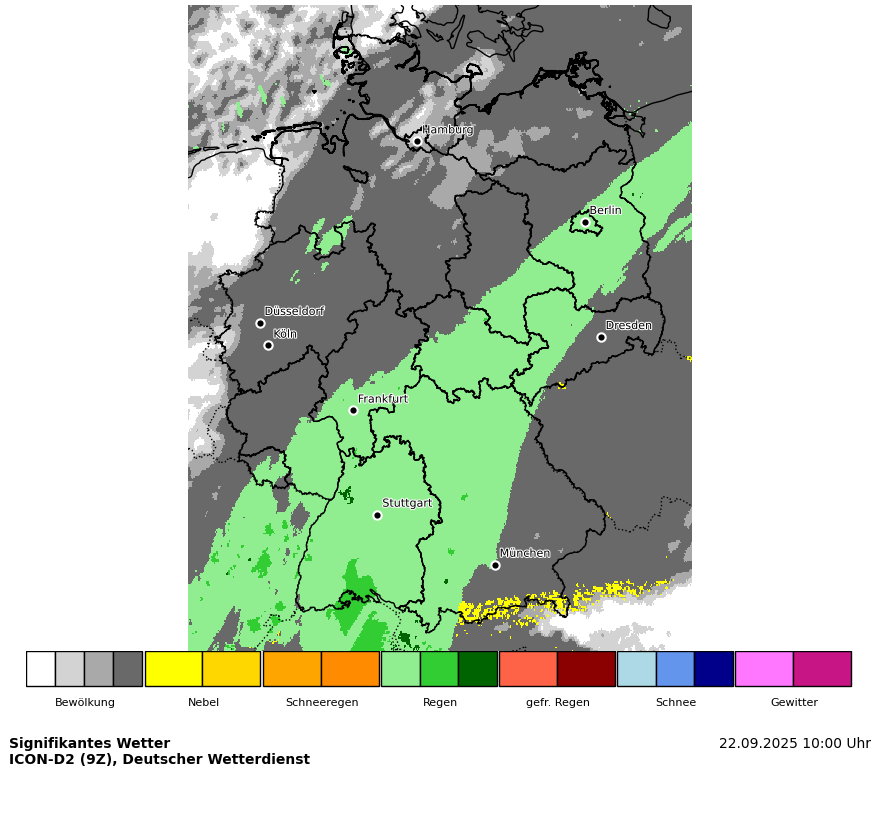 Hamburg
Berlin
Düsseldorf
Köln
Dresden
Frankfurt
Stuttgart
München
Bewölkung Nebel Schneeregen Regen gefr. Regen Schnee Gewitter
Signifikantes Wetter 22.09.2025 10:00 Uhr
ICON-D2 (9Z), Deutscher Wetterdienst